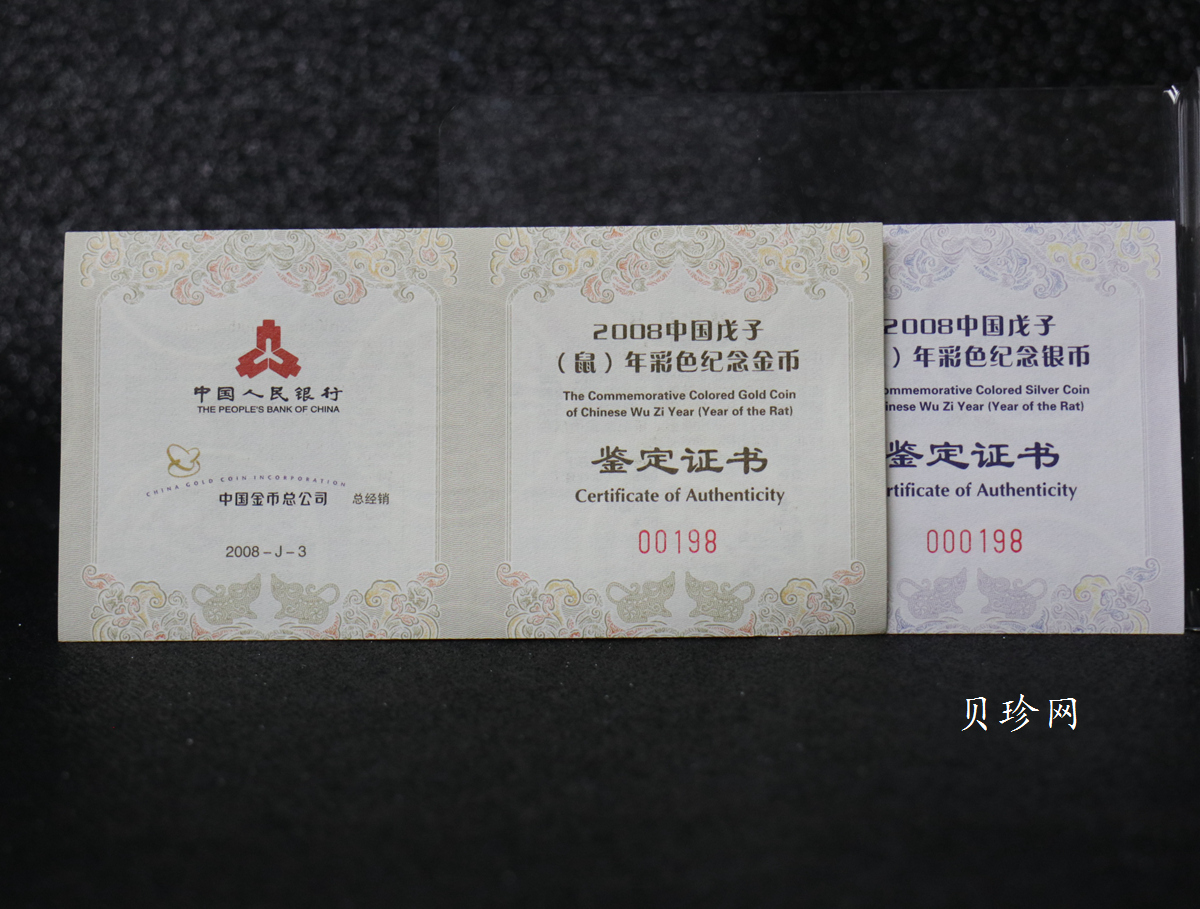 中国人民银行
THE PEOPLE'S BANK OF CHINA
CHINA GOLD COIN INCORPORATION
中国金币总公司 总经销
2008-J-3
2008中国戊子
（鼠）年彩色纪念金币
The Commemorative Colored Gold Coin
of Chinese Wu Zi Year (Year of the Rat)
鉴定证书
Certificate of Authenticity
00198
2008中国戊子
）年彩色纪念银币
ommemorative Colored Silver Coin
inese Wu Zi Year (Year of the Rat)
鉴定证书
rtificate of Authenticity
000198
贝珍网